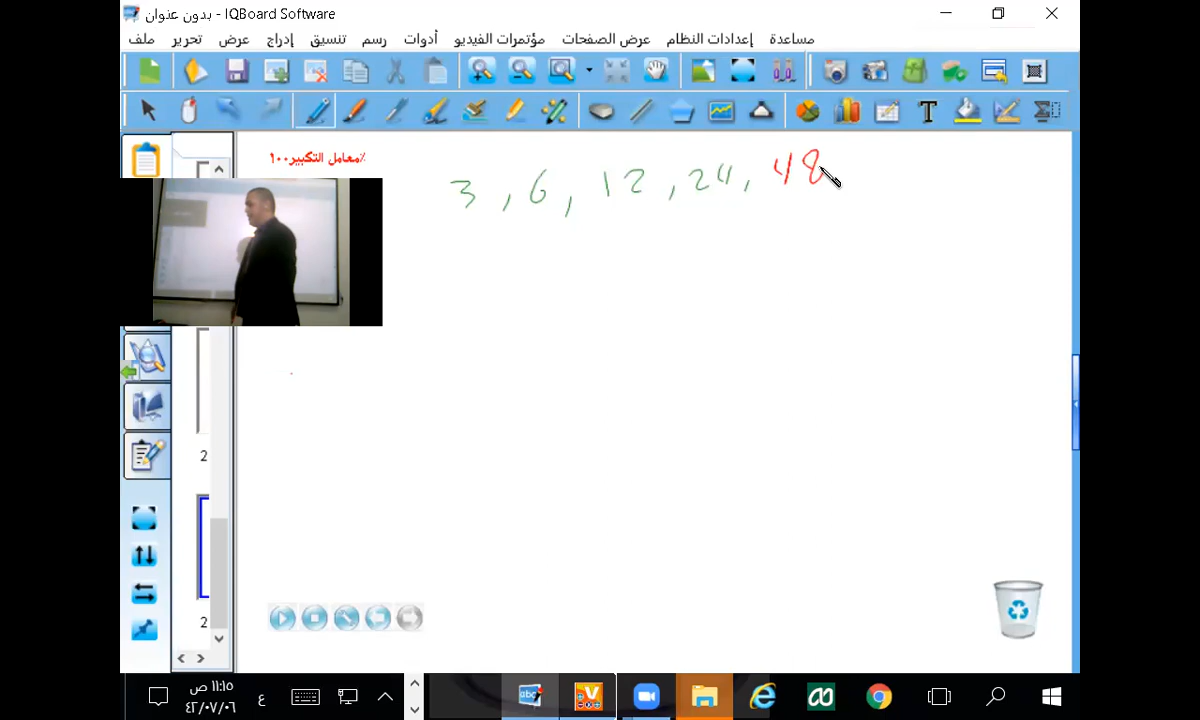 بدون عنوان - IQBoard Software
ملف تحرير عرض إدراج تنسيق رسم أدوات مؤتمرات الفيديو عرض الصفحات إعدادات النظام مساعدة
معامل التكبير١٠٠٪
3 , 6 , 12 , 24 , 48
2
2
ع
١١:١٥ ص
٤٢/٠٧/٠٦